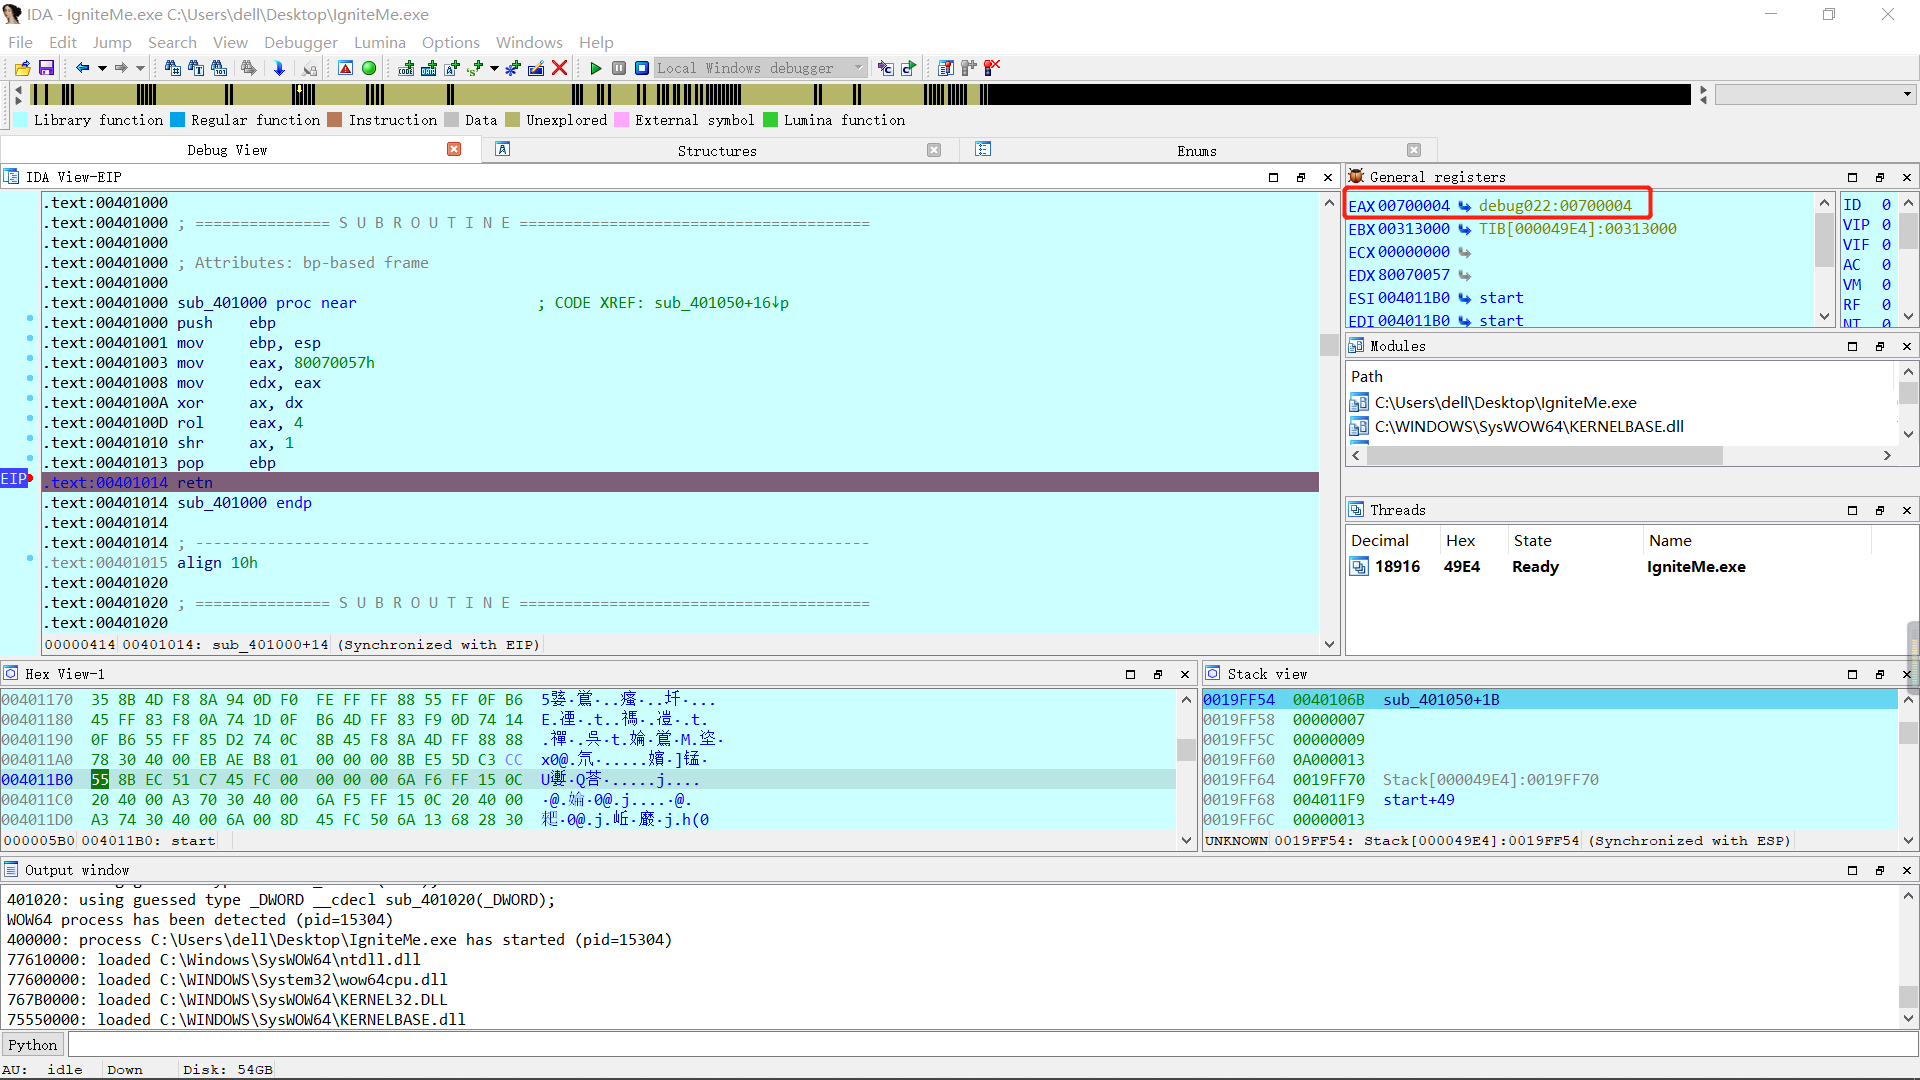 IDA - IgniteMe.exe C:\Users\dell\Desktop\IgniteMe.exe
File Edit Jump Search View Debugger Lumina Options Windows Help
Local Windows debugger
Library function Regular function Instruction Data Unexplored External symbol Lumina function
Debug View Structures Enums
IDA View-EIP
.text:00401000
.text:00401000 ; =============== S U B R O U T I N E =======================================
.text:00401000
.text:00401000 ; Attributes: bp-based frame
.text:00401000
.text:00401000 sub_401000 proc near ; CODE XREF: sub_401050+16↓p
.text:00401000 push ebp
.text:00401001 mov ebp, esp
.text:00401003 mov eax, 80070057h
.text:00401008 mov edx, eax
.text:0040100A xor ax, dx
.text:0040100D rol eax, 4
.text:00401010 shr ax, 1
.text:00401013 pop ebp
EIP .text:00401014 retn
.text:00401014 sub_401000 endp
.text:00401014
.text:00401014 ; ---------------------------------------------------------------------------
.text:00401015 align 10h
.text:00401020
.text:00401020 ; =============== S U B R O U T I N E =======================================
.text:00401020
00000414 00401014: sub_401000+14 (Synchronized with EIP)
General registers
EAX 00700004 debug022:00700004
EBX 00313000 TIB[000049E4]:00313000
ECX 00000000
EDX 80070057
ESI 004011B0 start
EDI 004011B0 start
ID 0
VIP 0
VIF 0
AC 0
VM 0
RF 0
NT 0
Modules
Path
C:\Users\dell\Desktop\IgniteMe.exe
C:\WINDOWS\SysWOW64\KERNELBASE.dll
Threads
Decimal Hex State Name
18916 49E4 Ready IgniteMe.exe
Hex View-1
00401170 35 8B 4D F8 8A 94 0D F0 FE FF FF 88 55 FF 0F B6
00401180 45 FF 83 F8 0A 74 1D 0F B6 4D FF 83 F9 0D 74 14
00401190 0F B6 55 FF 85 D2 74 0C 8B 45 F8 8A 4D FF 88 88
004011A0 78 30 40 00 EB AE B8 01 00 00 00 8B E5 5D C3 CC
004011B0 55 8B EC 51 C7 45 FC 00 00 00 00 6A F6 FF 15 0C
004011C0 20 40 00 A3 70 30 40 00 6A F5 FF 15 0C 20 40 00
004011D0 A3 74 30 40 00 6A 00 8D 45 FC 50 6A 13 68 28 30
000005B0 004011B0: start
Stack view
0019FF54 0040106B sub_401050+1B
0019FF58 00000007
0019FF5C 00000009
0019FF60 0A000013
0019FF64 0019FF70 Stack[000049E4]:0019FF70
0019FF68 004011F9 start+49
0019FF6C 00000013
UNKNOWN 0019FF54: Stack[000049E4]:0019FF54 (Synchronized with ESP)
Output window
401020: using guessed type _DWORD __cdecl sub_401020(_DWORD);
WOW64 process has been detected (pid=15304)
400000: process C:\Users\dell\Desktop\IgniteMe.exe has started (pid=15304)
77610000: loaded C:\Windows\SysWOW64\ntdll.dll
77600000: loaded C:\WINDOWS\System32\wow64cpu.dll
767B0000: loaded C:\WINDOWS\SysWOW64\KERNEL32.DLL
75550000: loaded C:\WINDOWS\SysWOW64\KERNELBASE.dll
Python
AU: idle Down Disk: 54GB